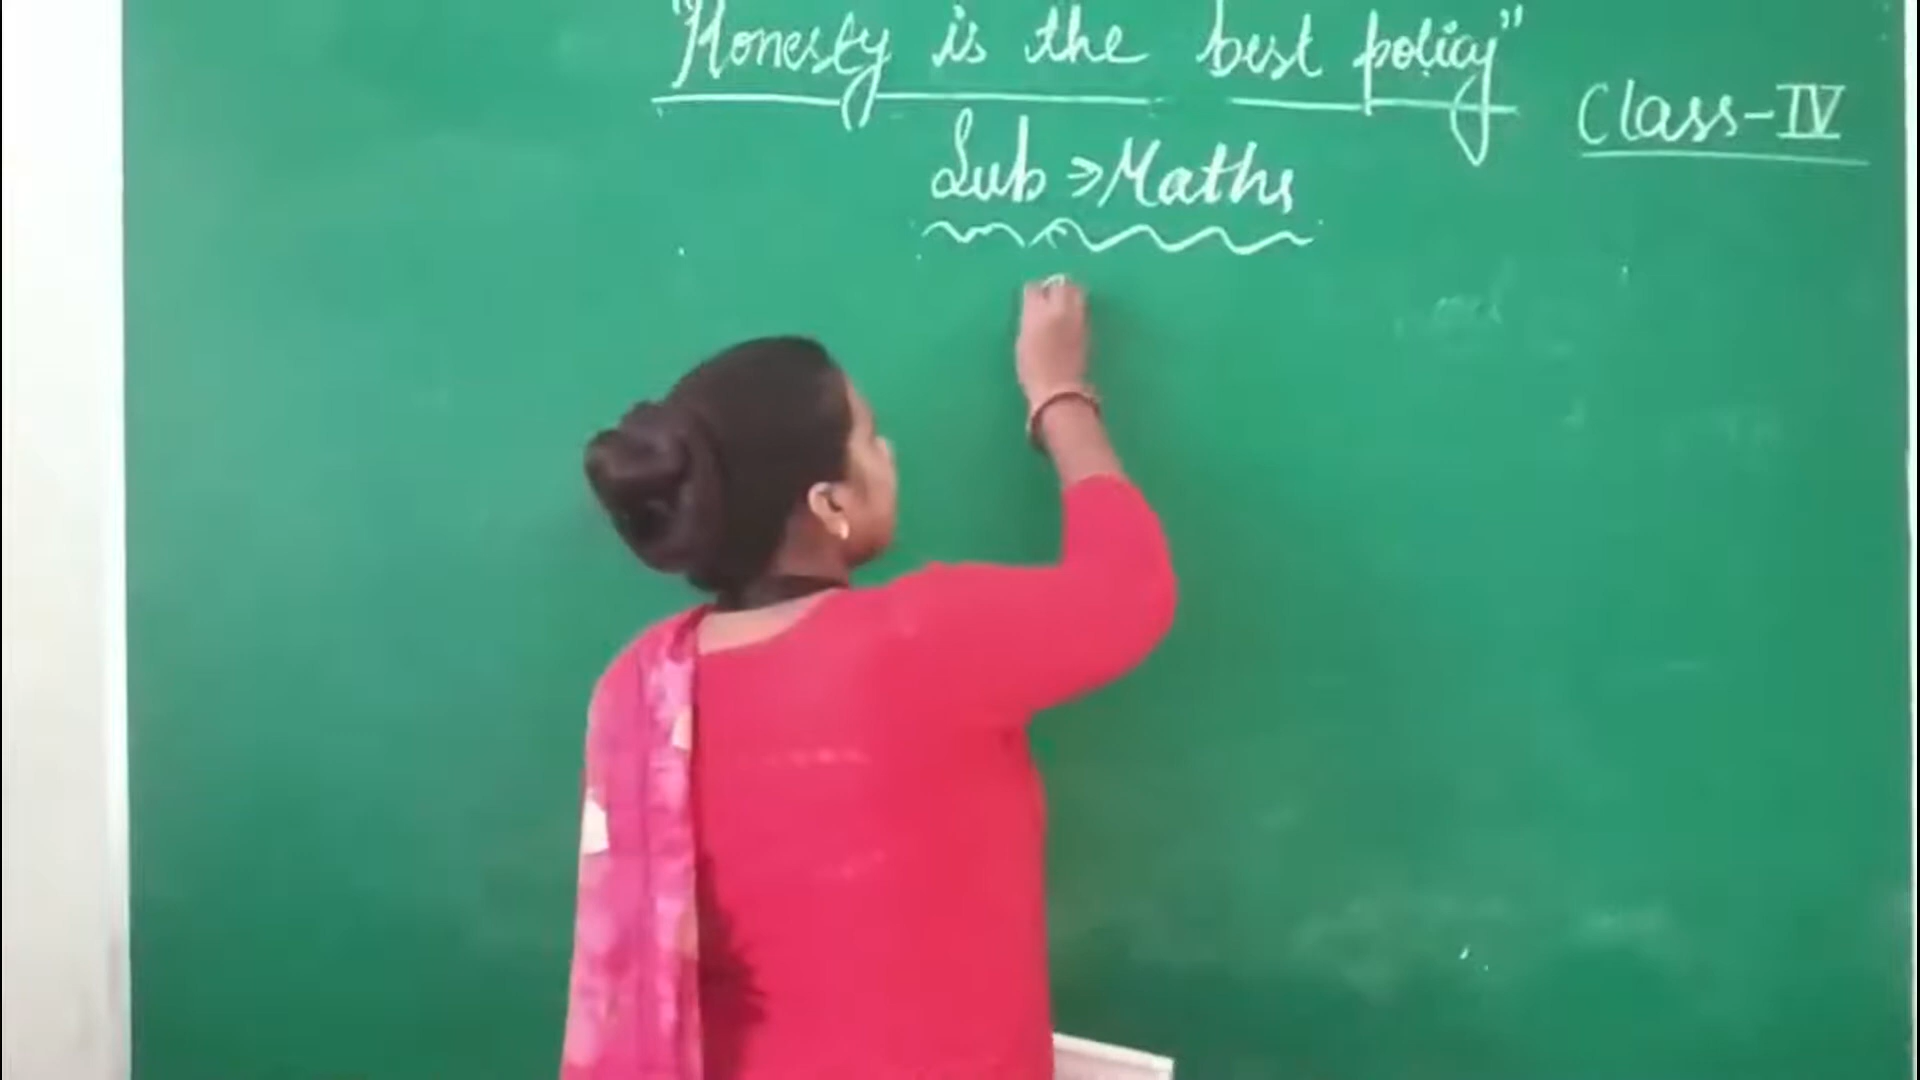 "Honesty is the best policy"
Class-IV
Sub ⇒ Maths